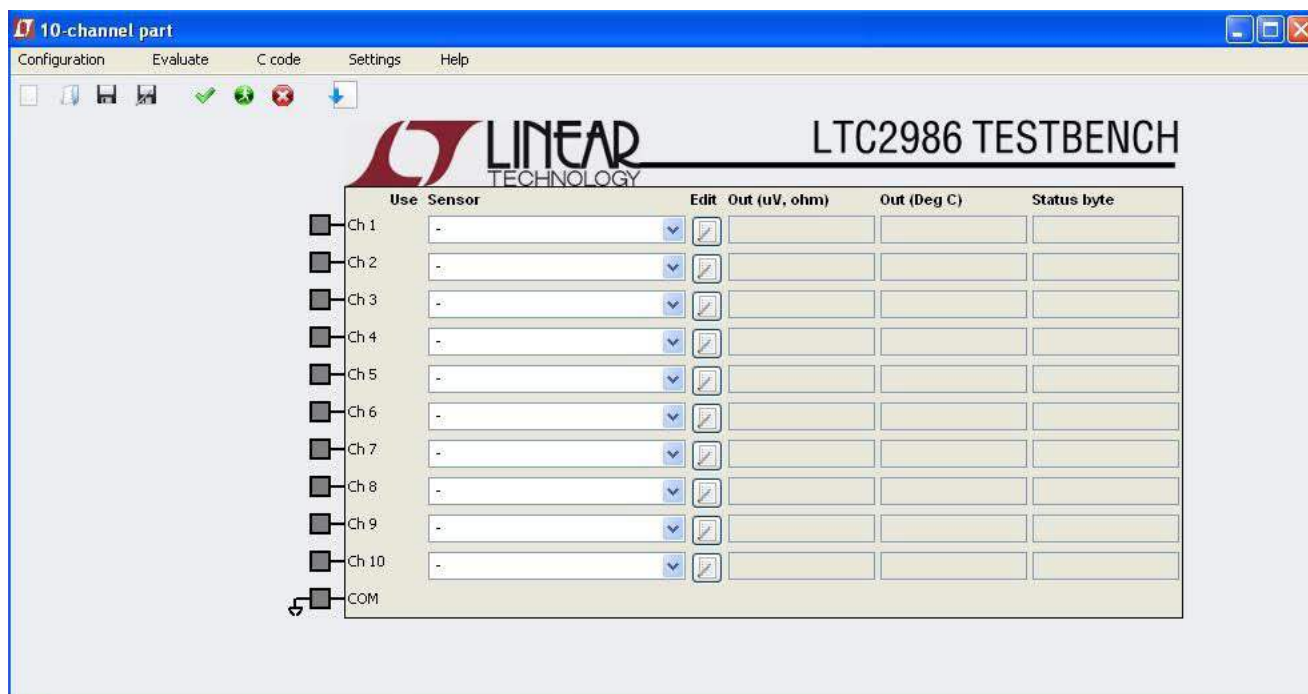 10-channel part
Configuration Evaluate C code Settings Help
LINEAR TECHNOLOGY
LTC2986 TESTBENCH
Use Sensor Edit Out (uV, ohm) Out (Deg C) Status byte
Ch 1 -
Ch 2 -
Ch 3 -
Ch 4 -
Ch 5 -
Ch 6 -
Ch 7 -
Ch 8 -
Ch 9 -
Ch 10 -
COM